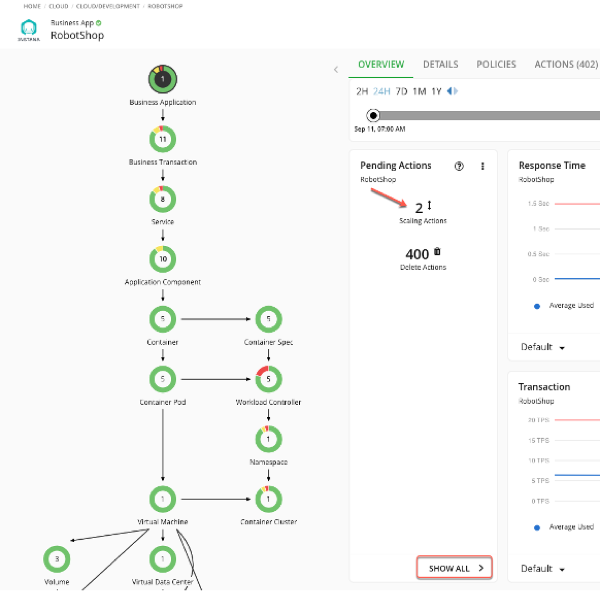 HOME / CLOUD / CLOUD/DEVELOPMENT / ROBOTSHOP
SUSTANA
Business App
RobotShop
1
Business Application
11
Business Transaction
8
Service
10
Application Component
5
Container
5
Container Spec
5
Container Pod
5
Workload Controller
1
Namespace
1
Virtual Machine
1
Container Cluster
3
Volume
1
Virtual Data Center
OVERVIEW DETAILS POLICIES ACTIONS (402)
2H 24H 7D 1M 1Y
Sep 11, 07:00 AM
Pending Actions
RobotShop
2
Scaling Actions
400
Delete Actions
SHOW ALL
Response Time
RobotShop
1.5 Sec
1 Sec
0.5 Sec
0 Sec
Average Used
Default
Transaction
RobotShop
20 TPS
15 TPS
10 TPS
5 TPS
0 TPS
Average Used
Default